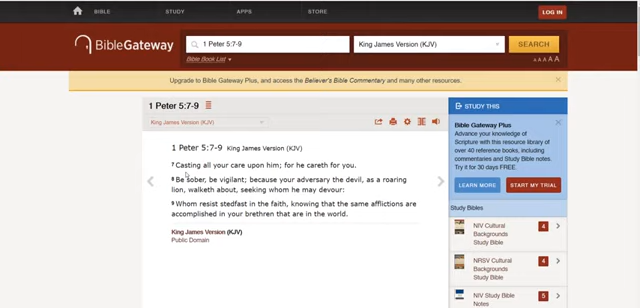 BIBLE STUDY APPS STORE LOG IN
BibleGateway
1 Peter 5:7-9
King James Version (KJV)
×
SEARCH
Bible Book List
A A A A A
Upgrade to Bible Gateway Plus, and access the Believer's Bible Commentary and many other resources.
1 Peter 5:7-9
King James Version (KJV)
1 Peter 5:7-9 King James Version (KJV)
7 Casting all your care upon him; for he careth for you.
8 Be sober, be vigilant; because your adversary the devil, as a roaring
lion, walketh about, seeking whom he may devour:
9 Whom resist stedfast in the faith, knowing that the same afflictions are
accomplished in your brethren that are in the world.
King James Version (KJV)
Public Domain
STUDY THIS
Bible Gateway Plus
Advance your knowledge of
Scripture with this resource library of
over 40 reference books, including
commentaries and Study Bible notes.
Try it for 30 days FREE.
LEARN MORE
START MY TRIAL
Study Bibles
NIV Cultural
Backgrounds
Study Bible
4
NRSV Cultural
Backgrounds
Study Bible
4
NIV Study Bible
Notes
5